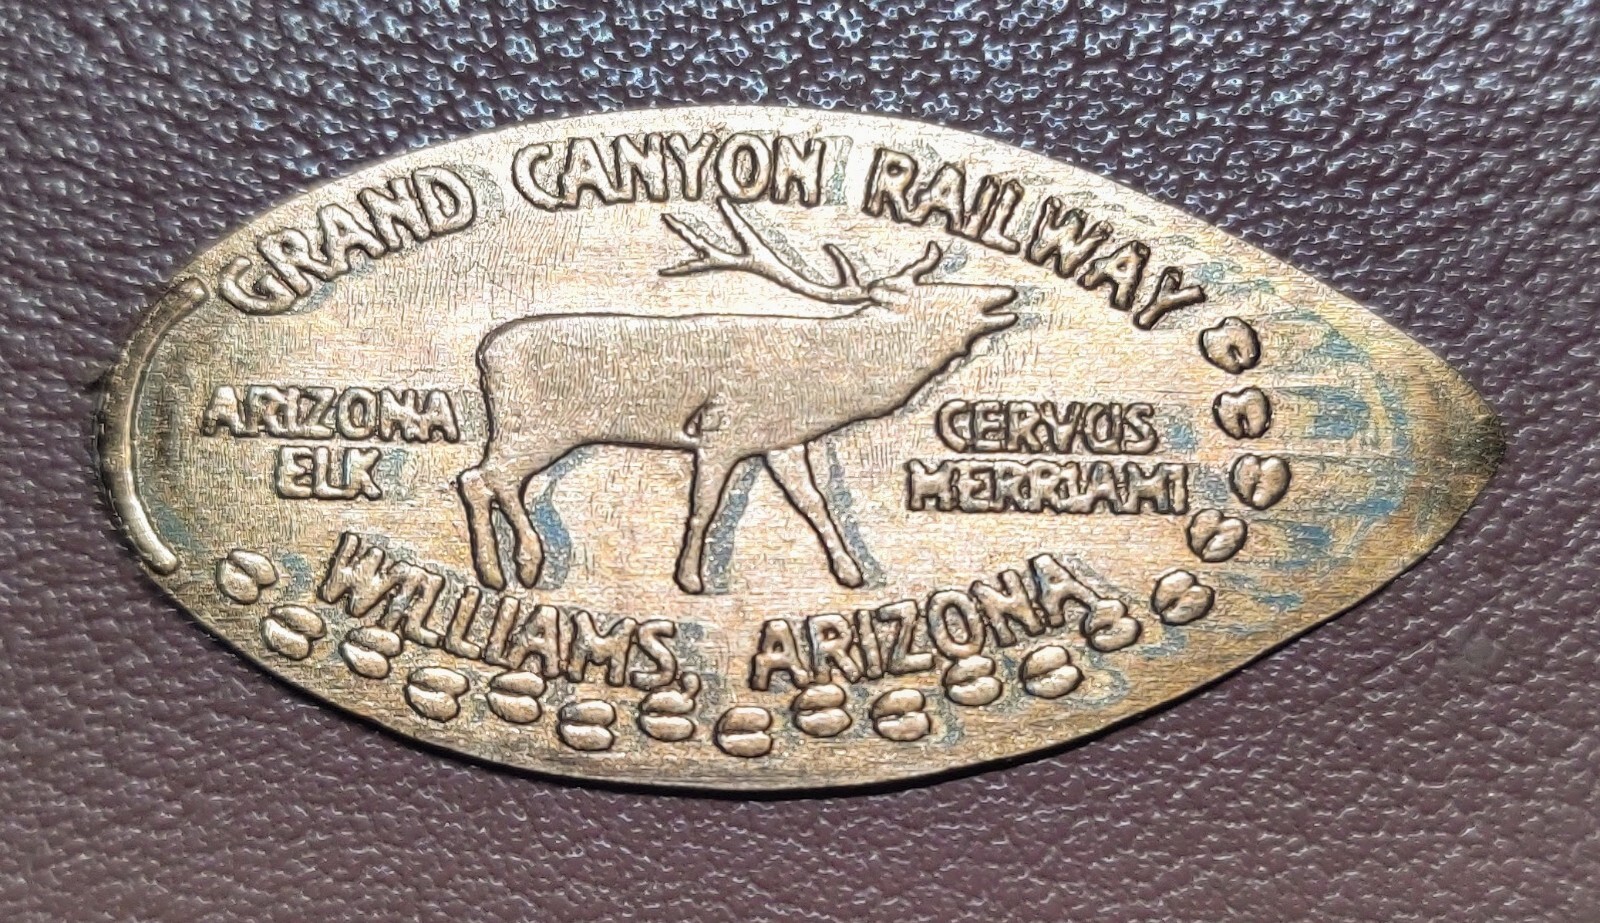 GRAND CANYON RAILWAY
ARIZONA
ELK
CERVUS
MERRIAMI
WILLIAMS, ARIZONA